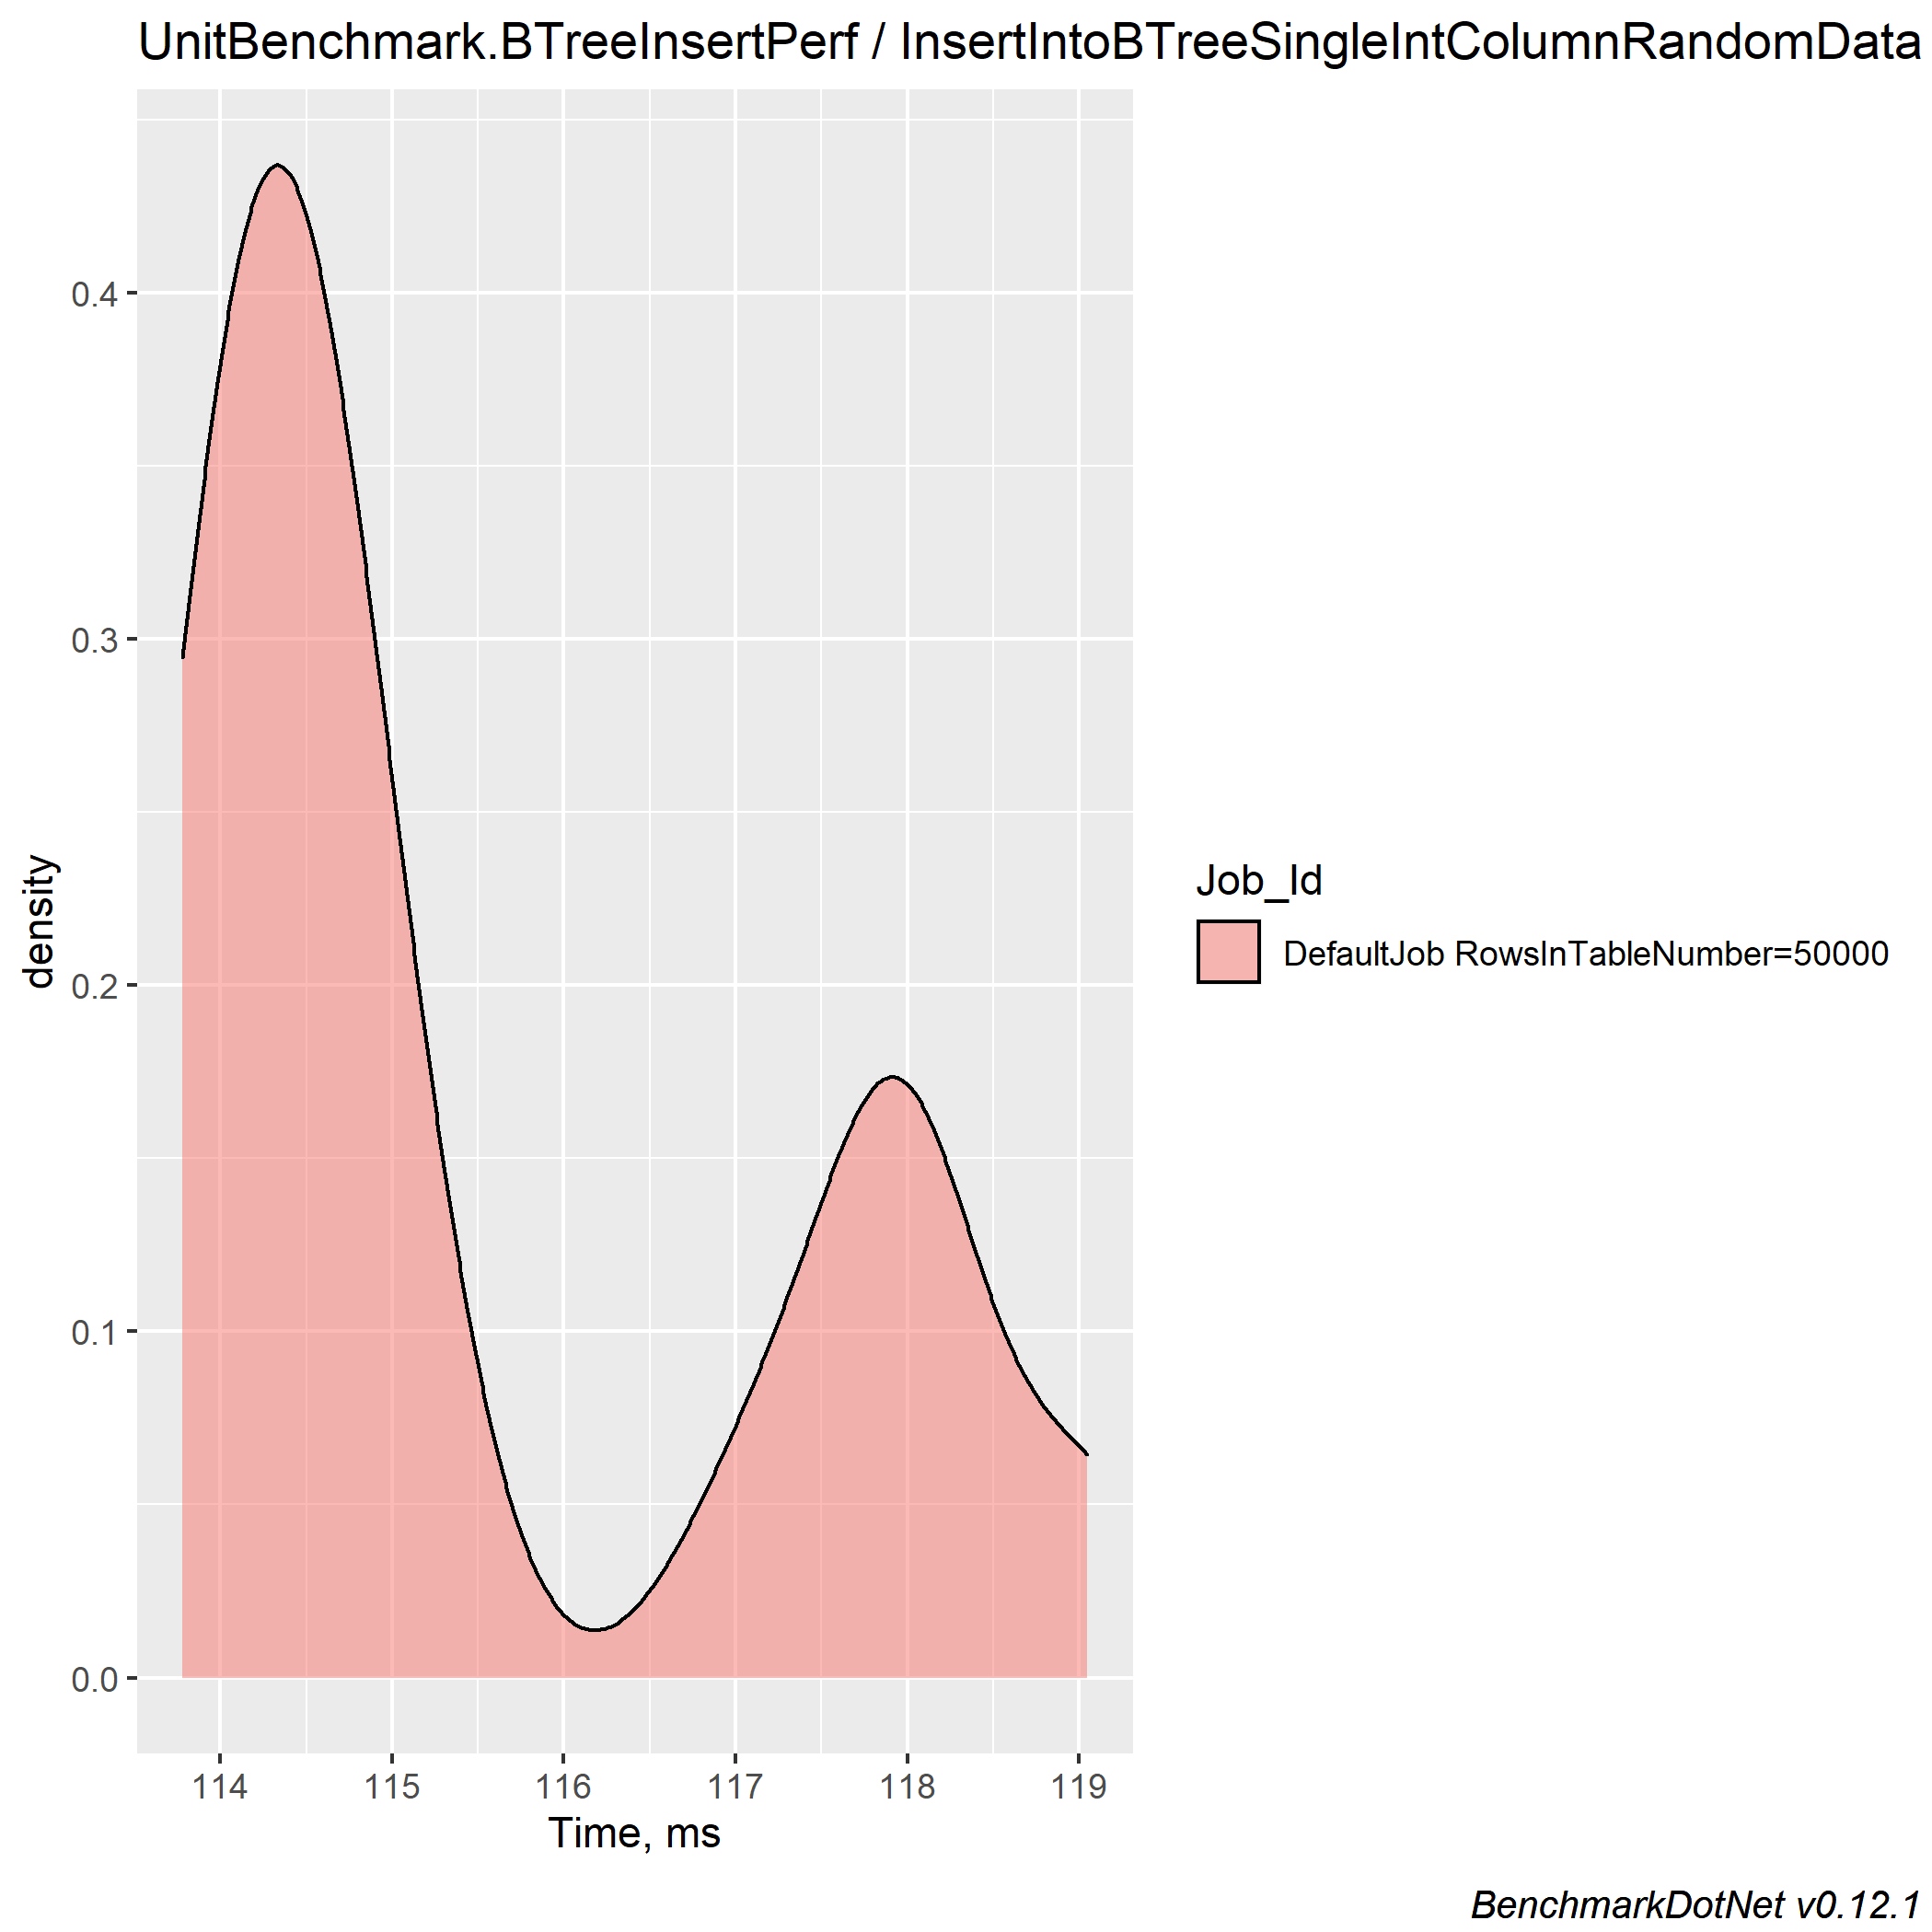 UnitBenchmark.BTreeInsertPerf / InsertIntoBTreeSingleIntColumnRandomData
density
0.4
0.3
0.2
0.1
0.0
114 115 116 117 118 119
Time, ms
Job_Id
DefaultJob RowsInTableNumber=50000
BenchmarkDotNet v0.12.1